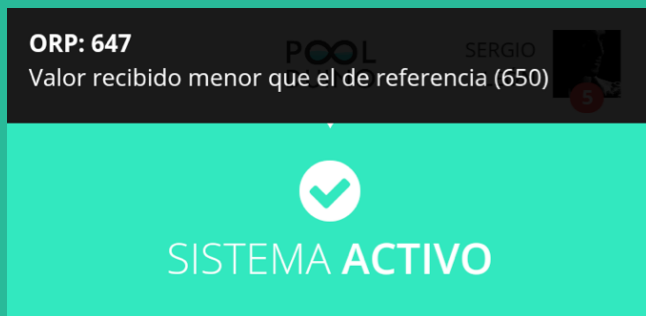 ORP: 647
POOL
SERGIO
Valor recibido menor que el de referencia (650)
5
SISTEMA ACTIVO